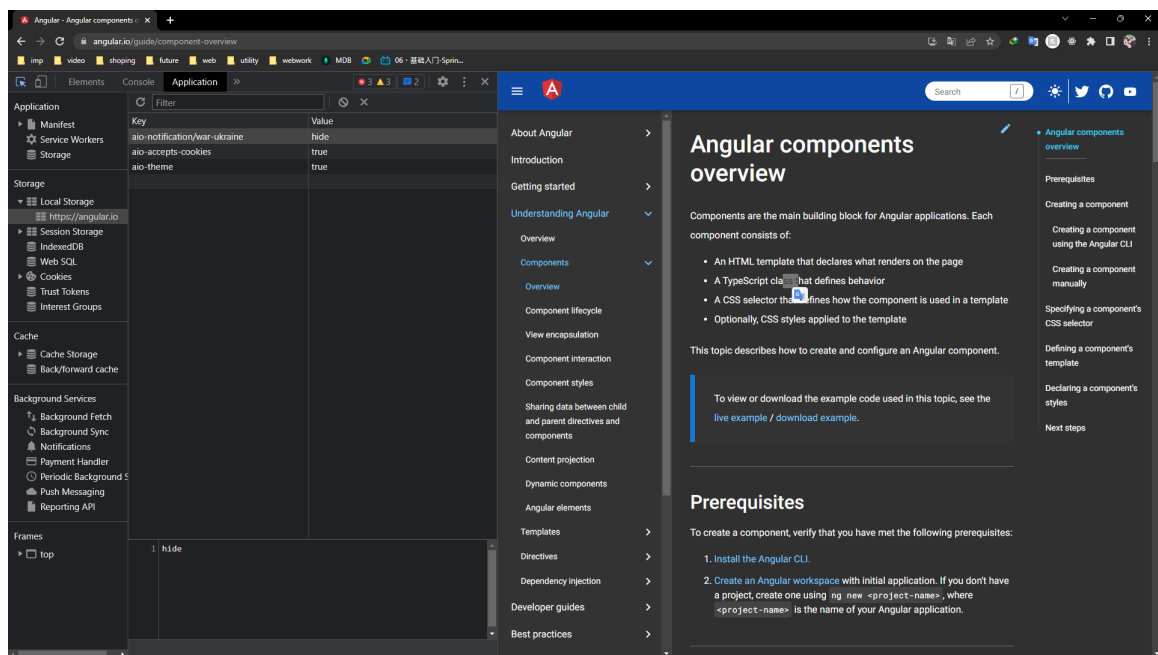 Angular - Angular components o
angular.io/guide/component-overview
imp video shoping future web utility webwork MDB 06 · 基礎入门-Sprin...
Elements Console Application 3 3 2
Application
Manifest
Service Workers
Storage
Storage
Local Storage
https://angular.io
Session Storage
IndexedDB
Web SQL
Cookies
Trust Tokens
Interest Groups
Cache
Cache Storage
Back/forward cache
Background Services
Background Fetch
Background Sync
Notifications
Payment Handler
Periodic Background S
Push Messaging
Reporting API
Frames
top
Filter
Key Value
aio-notification/war-ukraine hide
aio-accepts-cookies true
aio-theme true
1 hide
Search /
About Angular
Introduction
Getting started
Understanding Angular
Overview
Components
Overview
Component lifecycle
View encapsulation
Component interaction
Component styles
Sharing data between child
and parent directives and
components
Content projection
Dynamic components
Angular elements
Templates
Directives
Dependency injection
Developer guides
Best practices
Angular components
overview
Components are the main building block for Angular applications. Each
component consists of:
• An HTML template that declares what renders on the page
• A TypeScript class that defines behavior
• A CSS selector that defines how the component is used in a template
• Optionally, CSS styles applied to the template
This topic describes how to create and configure an Angular component.
To view or download the example code used in this topic, see the
live example / download example.
Prerequisites
To create a component, verify that you have met the following prerequisites:
1. Install the Angular CLI.
2. Create an Angular workspace with initial application. If you don't have
a project, create one using ng new <project-name>, where
<project-name> is the name of your Angular application.
• Angular components
overview
Prerequisites
Creating a component
Creating a component
using the Angular CLI
Creating a component
manually
Specifying a component's
CSS selector
Defining a component's
template
Declaring a component's
styles
Next steps